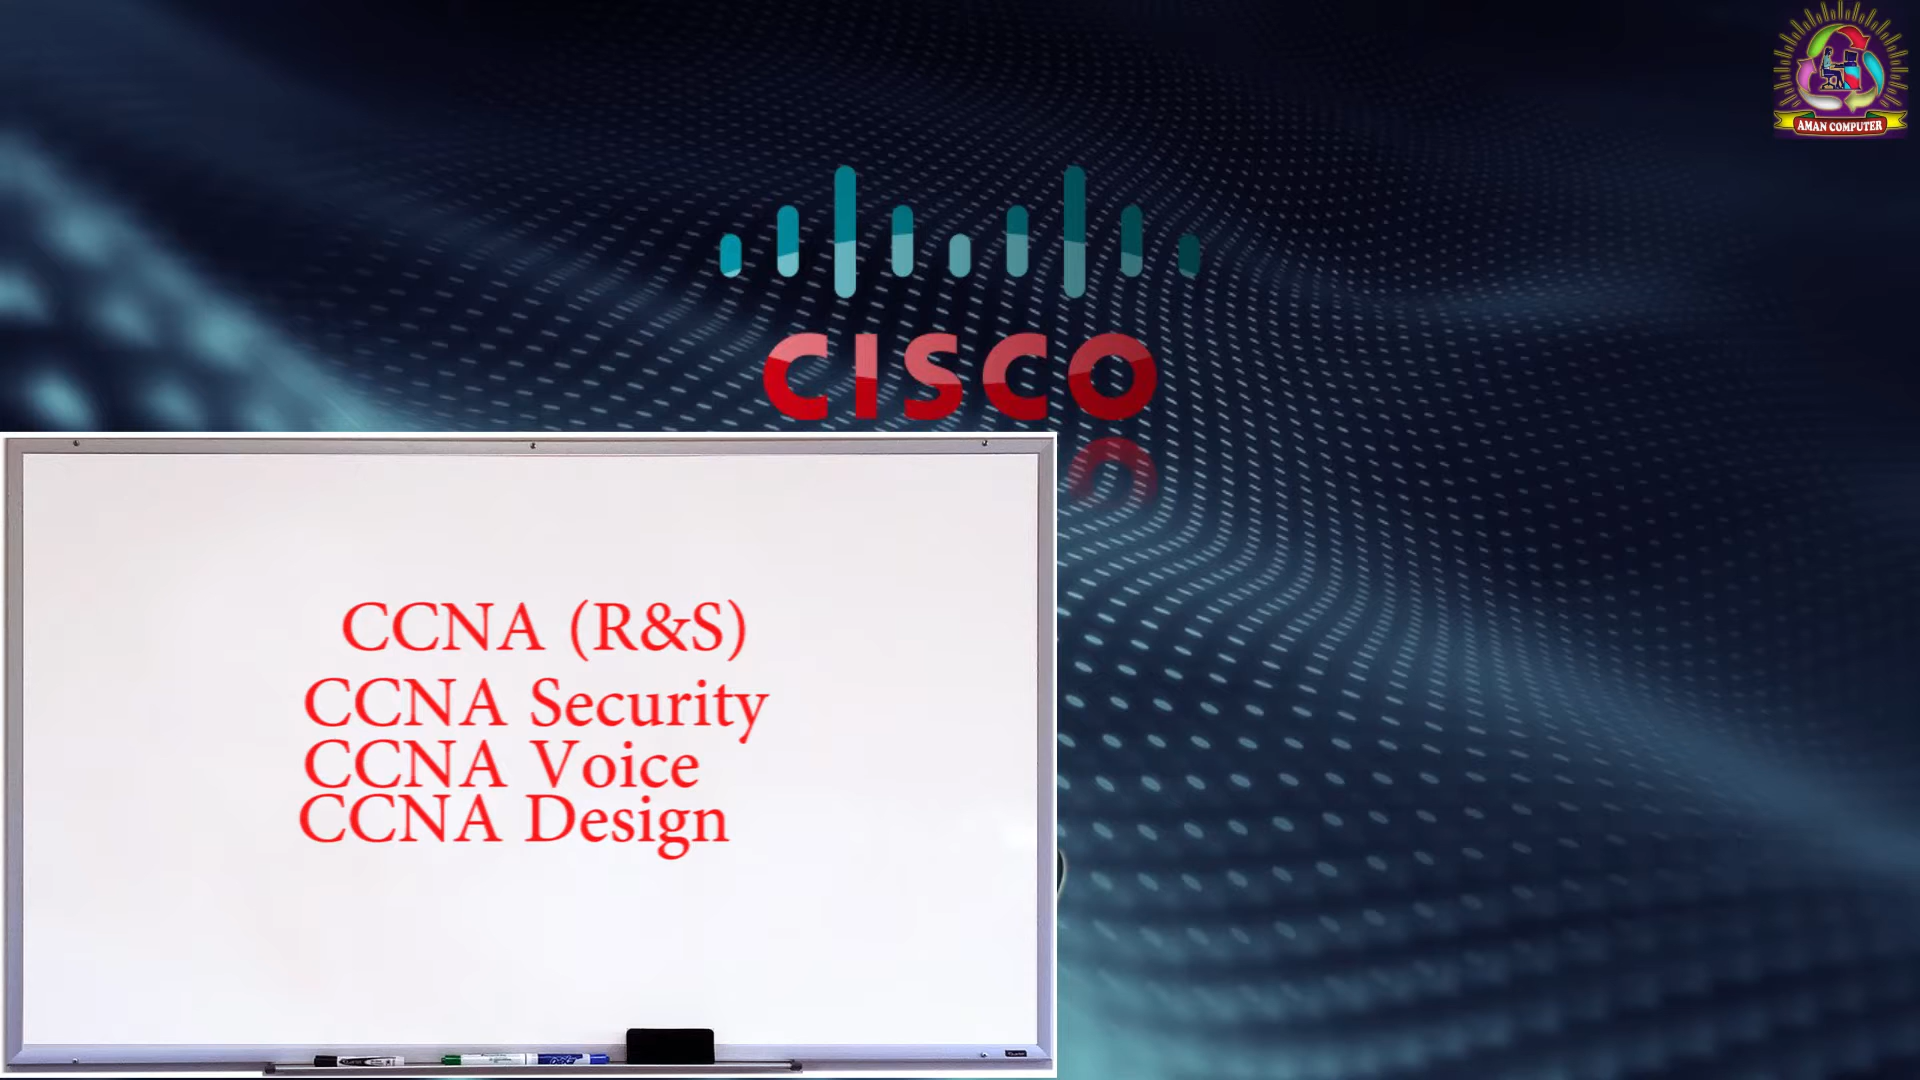 AMAN COMPUTER
CISCO
CCNA (R&S)
CCNA Security
CCNA Voice
CCNA Design